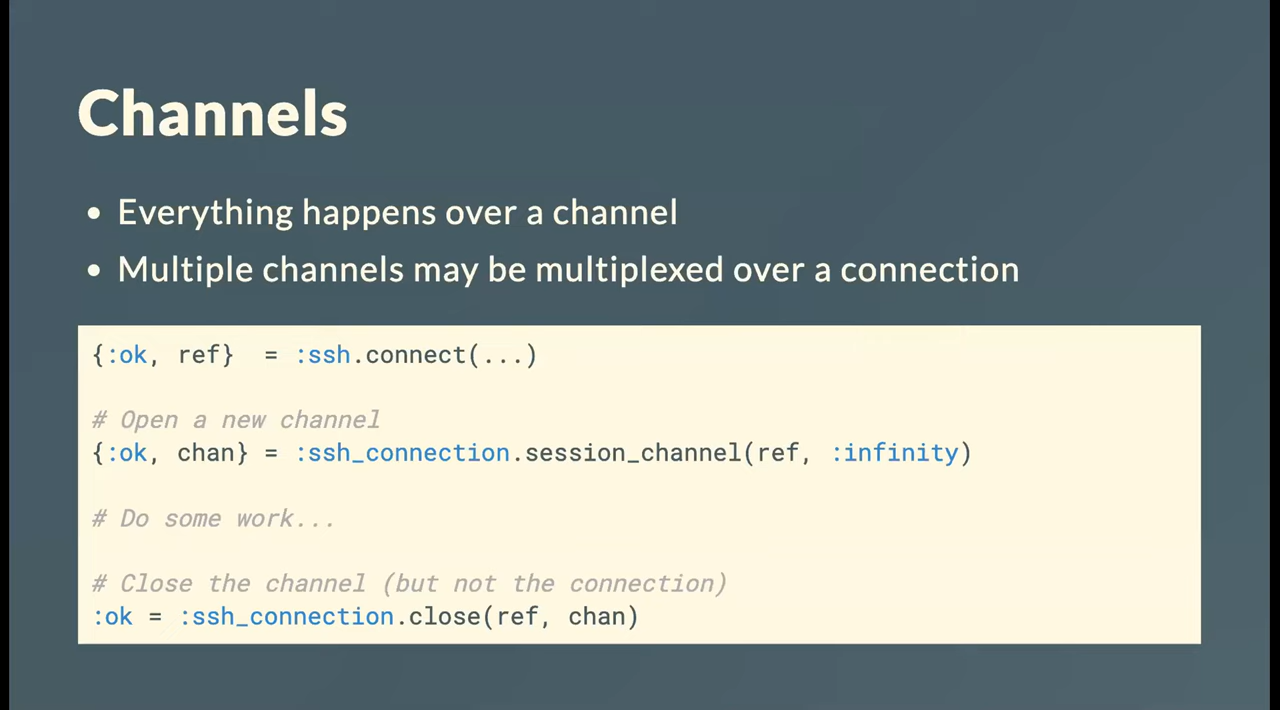 Channels
• Everything happens over a channel
• Multiple channels may be multiplexed over a connection
{:ok, ref}  = :ssh.connect(...)
# Open a new channel
{:ok, chan} = :ssh_connection.session_channel(ref, :infinity)
# Do some work...
# Close the channel (but not the connection)
:ok = :ssh_connection.close(ref, chan)